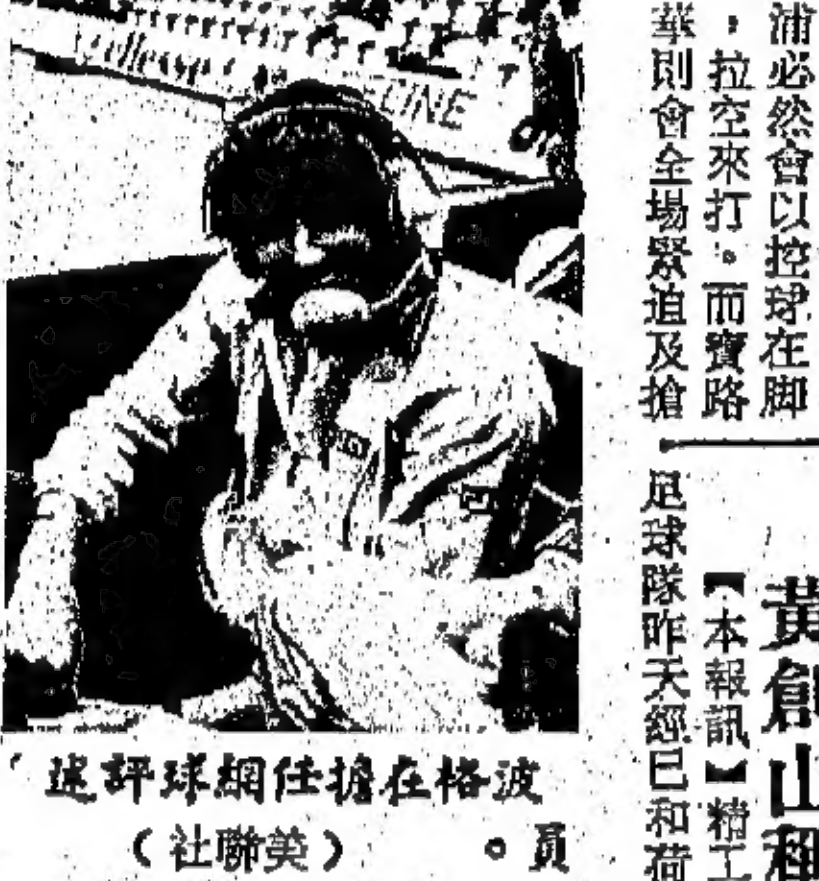 浦必然會以控球在脚
，拉空來打。而寶路
華則會全場緊迫及搶
黃創山
【本報訊】精工
足球隊昨天經已和荷
CINE
波格在擔任網球評述
員。（美聯社）